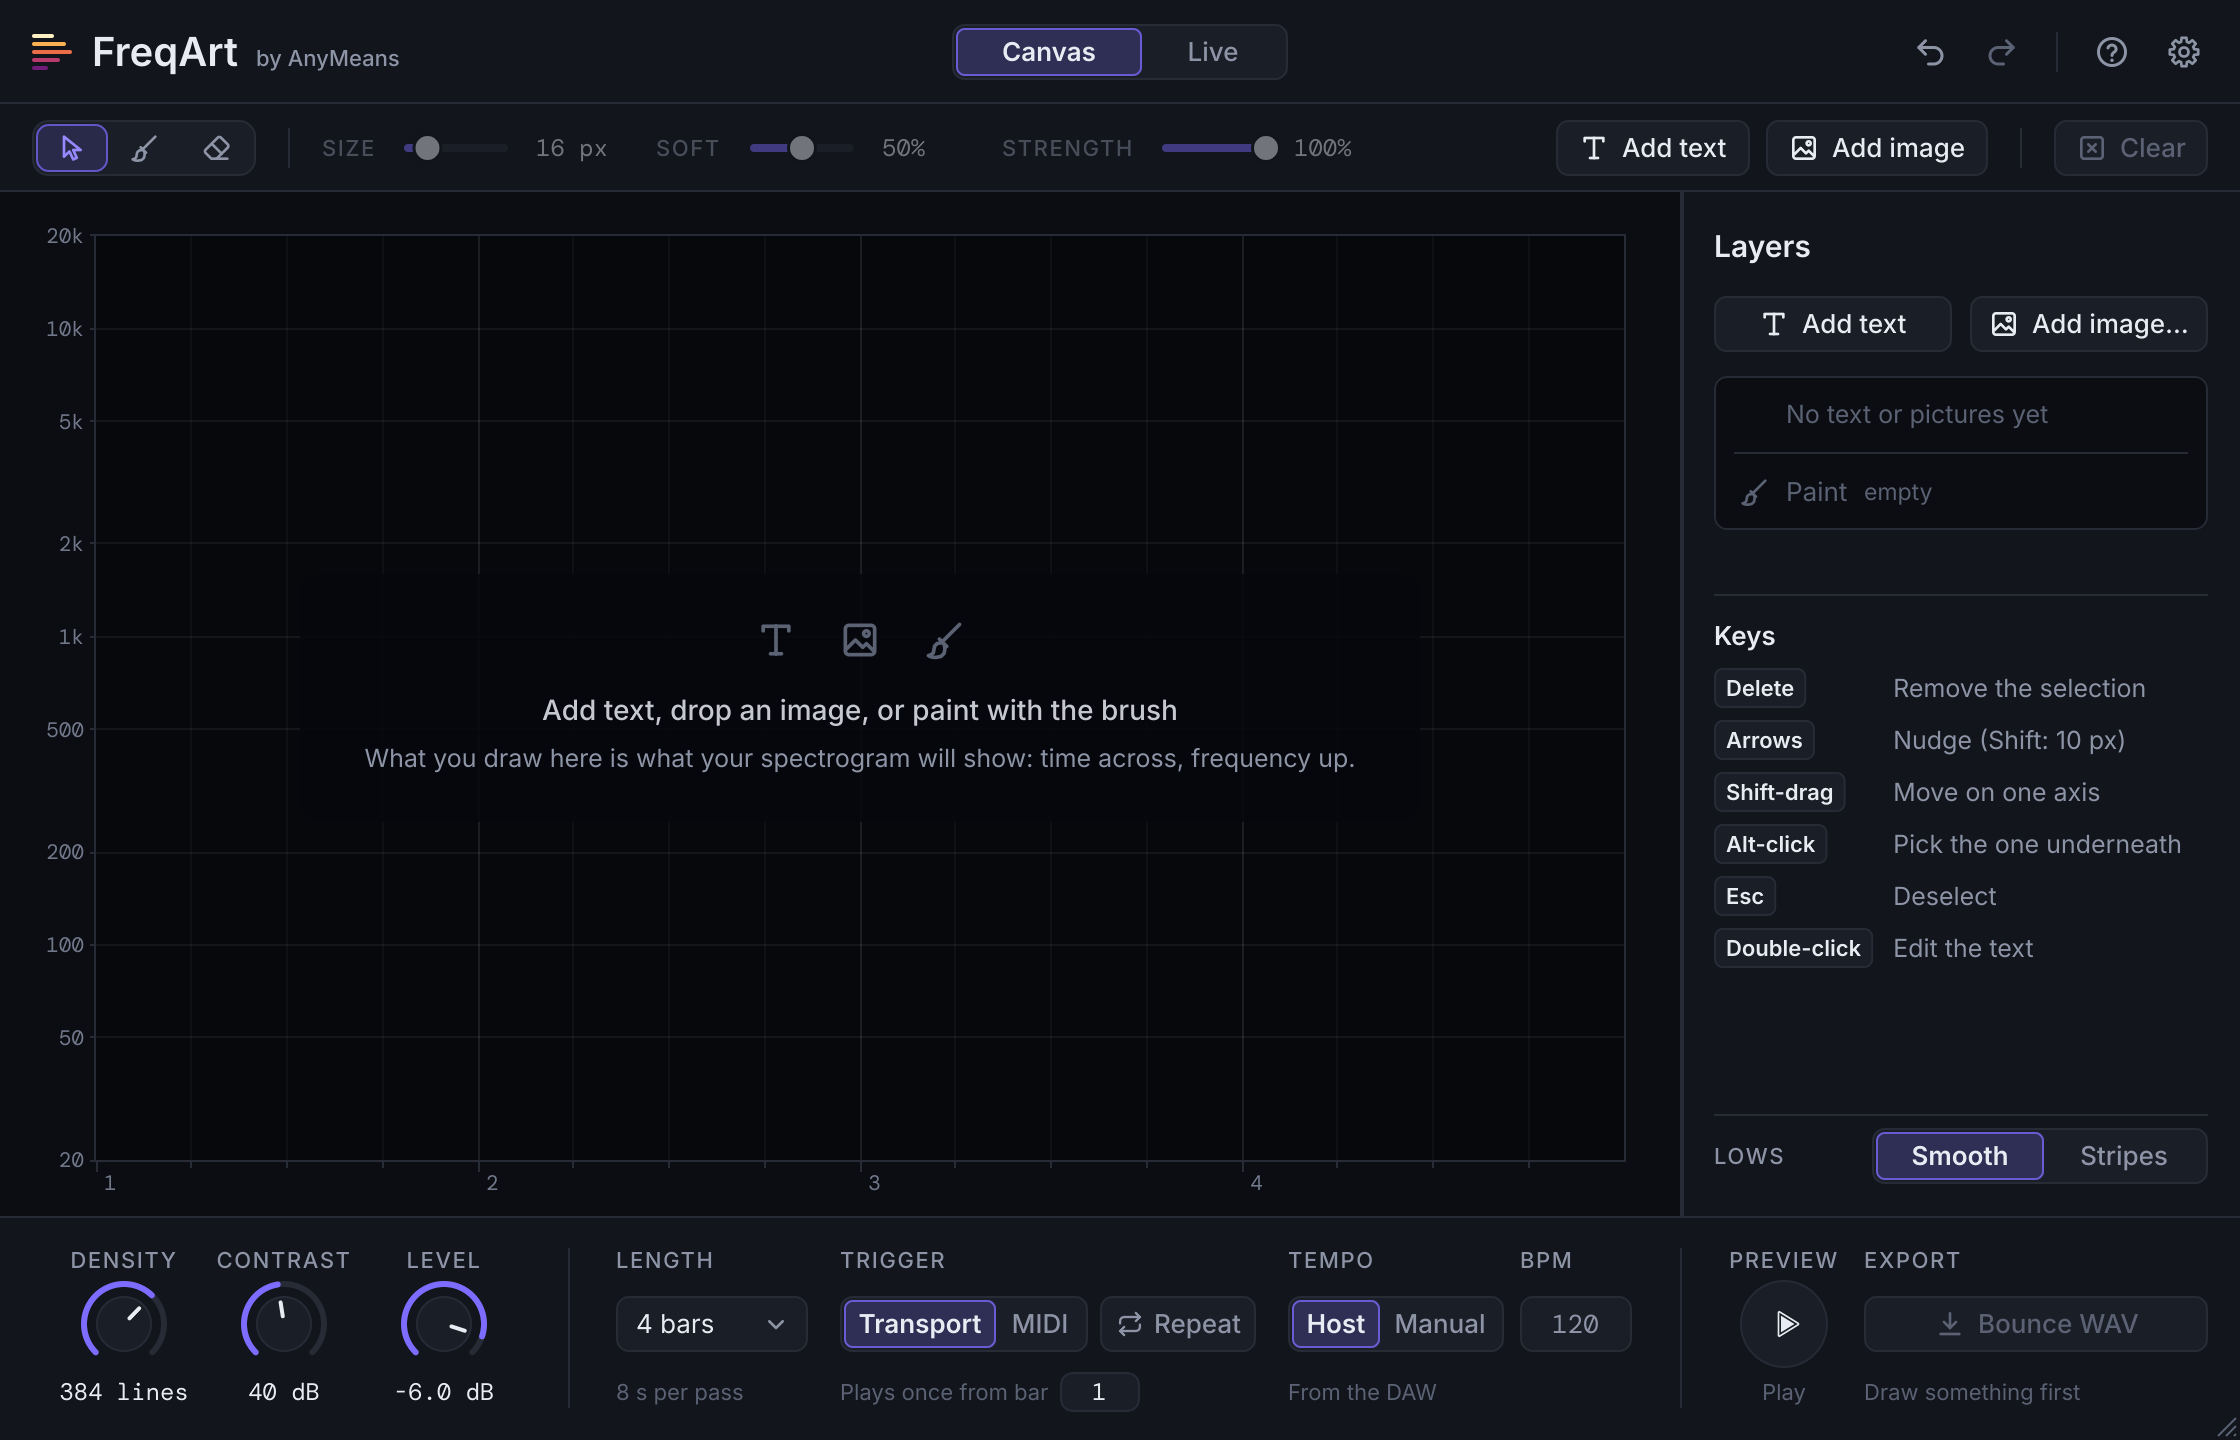 FreqArt by AnyMeans
Canvas Live
SIZE 16 px SOFT 50% STRENGTH 100%
Add text Add image Clear
20k
10k
5k
2k
1k
500
200
100
50
20
1 2 3 4
Add text, drop an image, or paint with the brush
What you draw here is what your spectrogram will show: time across, frequency up.
Layers
Add text Add image...
No text or pictures yet
Paint empty
Keys
Delete Remove the selection
Arrows Nudge (Shift: 10 px)
Shift-drag Move on one axis
Alt-click Pick the one underneath
Esc Deselect
Double-click Edit the text
LOWS Smooth Stripes
DENSITY CONTRAST LEVEL LENGTH TRIGGER TEMPO BPM PREVIEW EXPORT
4 bars Transport MIDI Repeat Host Manual 120 Bounce WAV
384 lines 40 dB -6.0 dB 8 s per pass Plays once from bar 1 From the DAW Play Draw something first